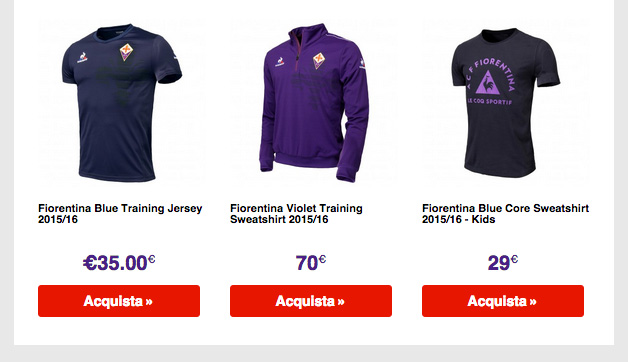 A.C.F FIORENTINA
LE COQ SPORTIF
Fiorentina Blue Training Jersey
2015/16
Fiorentina Violet Training
Sweatshirt 2015/16
Fiorentina Blue Core Sweatshirt
2015/16 - Kids
€35.00€
70€
29€
Acquista »
Acquista »
Acquista »